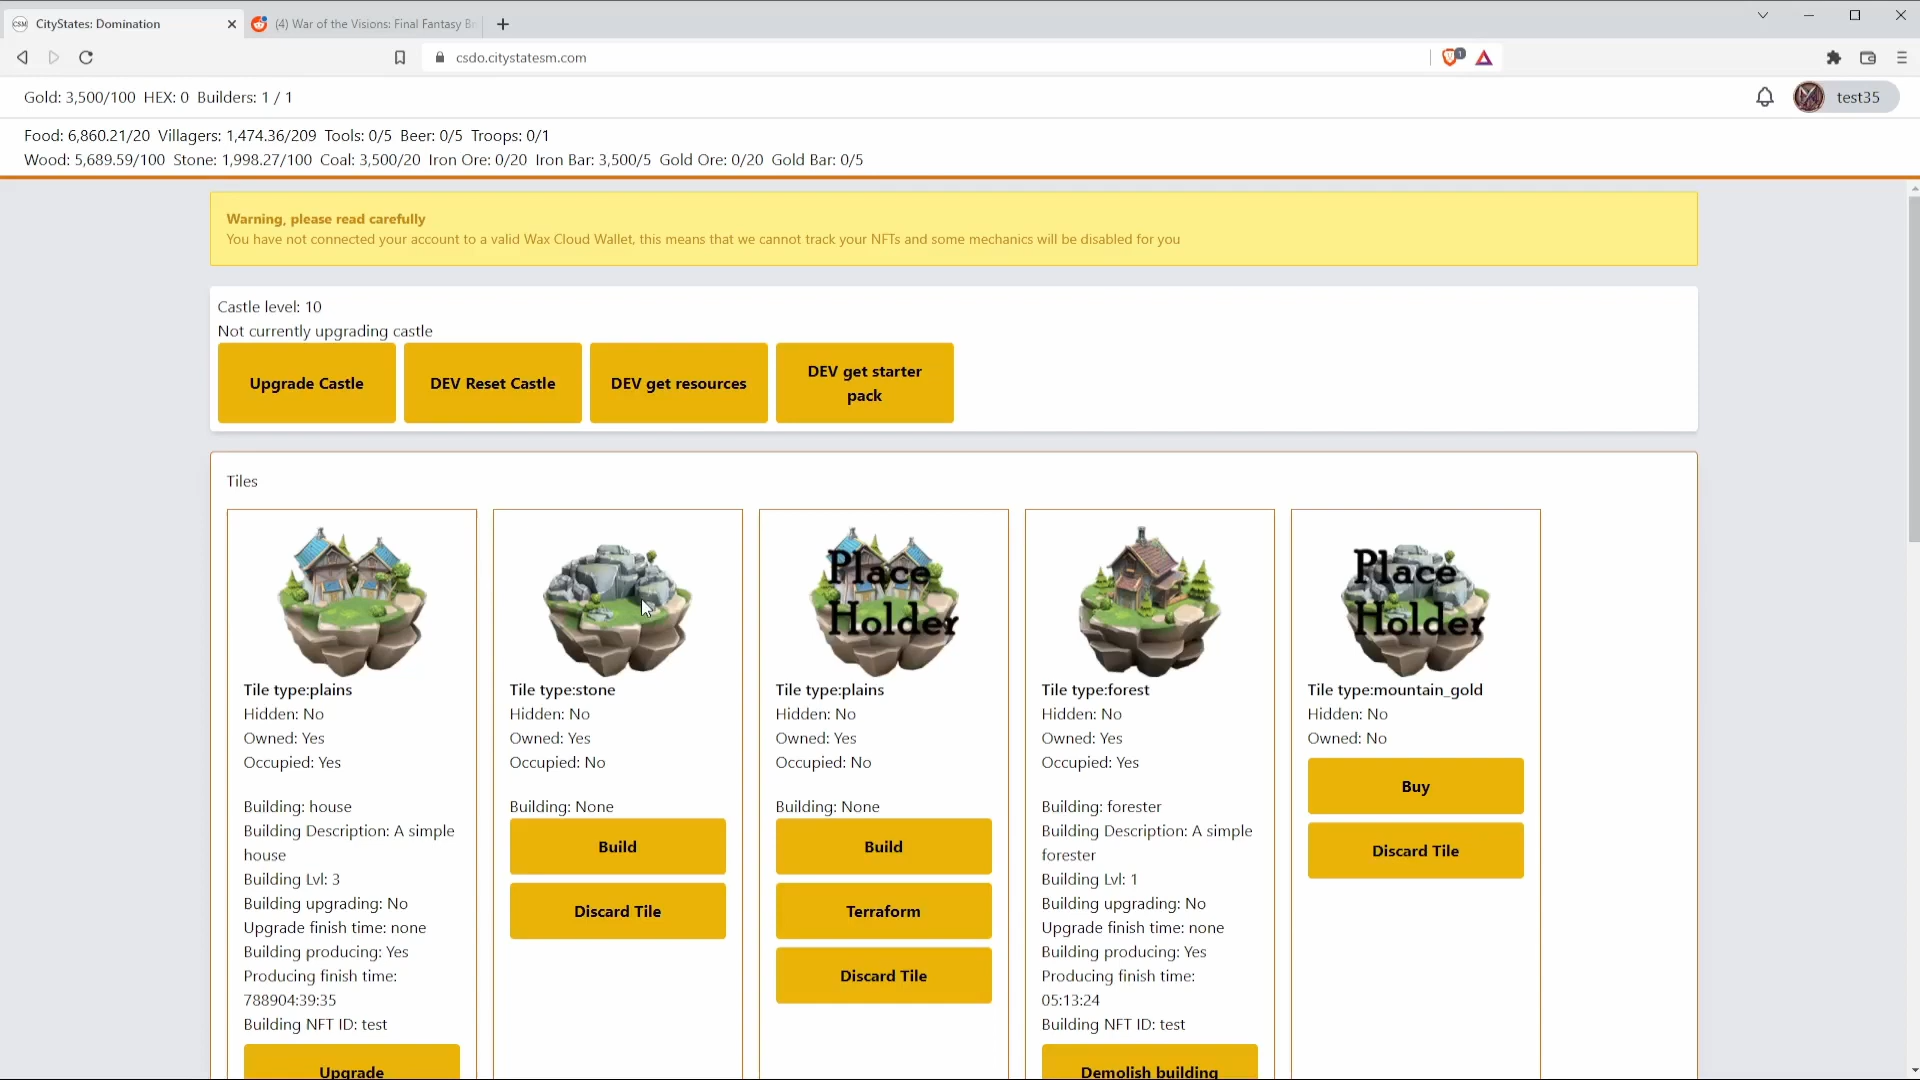 CSM CityStates: Domination
(4) War of the Visions: Final Fantasy B
csdo.citystatesm.com
1
Gold: 3,500/100 HEX: 0 Builders: 1 / 1
test35
Food: 6,860.21/20 Villagers: 1,474.36/209 Tools: 0/5 Beer: 0/5 Troops: 0/1
Wood: 5,689.59/100 Stone: 1,998.27/100 Coal: 3,500/20 Iron Ore: 0/20 Iron Bar: 3,500/5 Gold Ore: 0/20 Gold Bar: 0/5
Warning, please read carefully
You have not connected your account to a valid Wax Cloud Wallet, this means that we cannot track your NFTs and some mechanics will be disabled for you
Castle level: 10
Not currently upgrading castle
Upgrade Castle
DEV Reset Castle
DEV get resources
DEV get starter
pack
Tiles
Tile type:plains
Hidden: No
Owned: Yes
Occupied: Yes
Building: house
Building Description: A simple
house
Building Lvl: 3
Building upgrading: No
Upgrade finish time: none
Building producing: Yes
Producing finish time:
788904:39:35
Building NFT ID: test
Upgrade
Tile type:stone
Hidden: No
Owned: Yes
Occupied: No
Building: None
Build
Discard Tile
Place
Holder
Tile type:plains
Hidden: No
Owned: Yes
Occupied: No
Building: None
Build
Terraform
Discard Tile
Tile type:forest
Hidden: No
Owned: Yes
Occupied: Yes
Building: forester
Building Description: A simple
forester
Building Lvl: 1
Building upgrading: No
Upgrade finish time: none
Building producing: Yes
Producing finish time:
05:13:24
Building NFT ID: test
Demolish building
Place
Holder
Tile type:mountain_gold
Hidden: No
Owned: No
Buy
Discard Tile